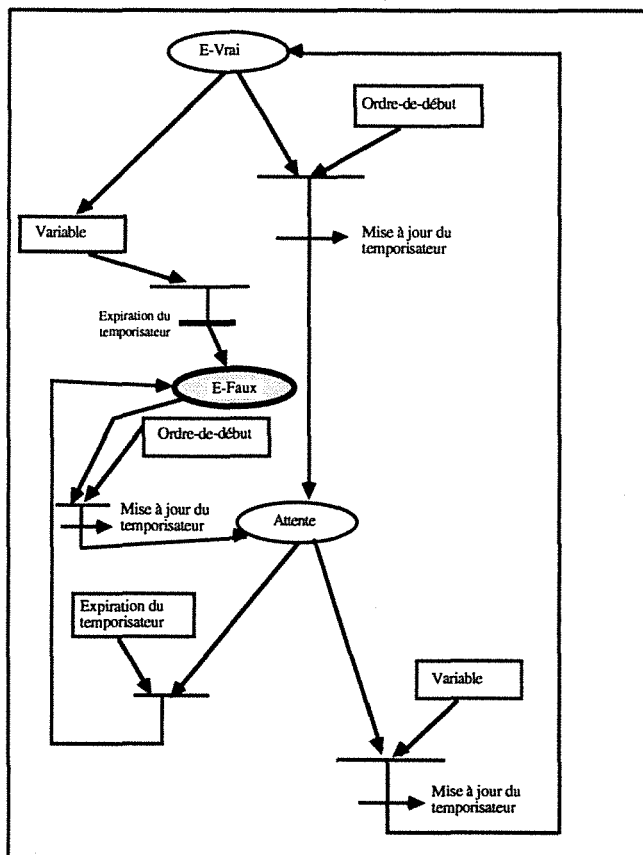 E-Vrai
Ordre-de-début
Variable
Mise à jour du
temporisateur
Expiration du
temporisateur
E-Faux
Ordre-de-début
Mise à jour du
temporisateur
Attente
Expiration du
temporisateur
Variable
Mise à jour du
temporisateur